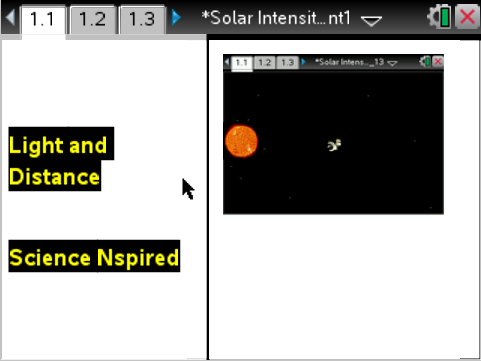 1.1 1.2 1.3 *Solar Intensit...nt1
Light and
Distance
Science Nspired
1.1 1.2 1.3 *Solar Intens..._13